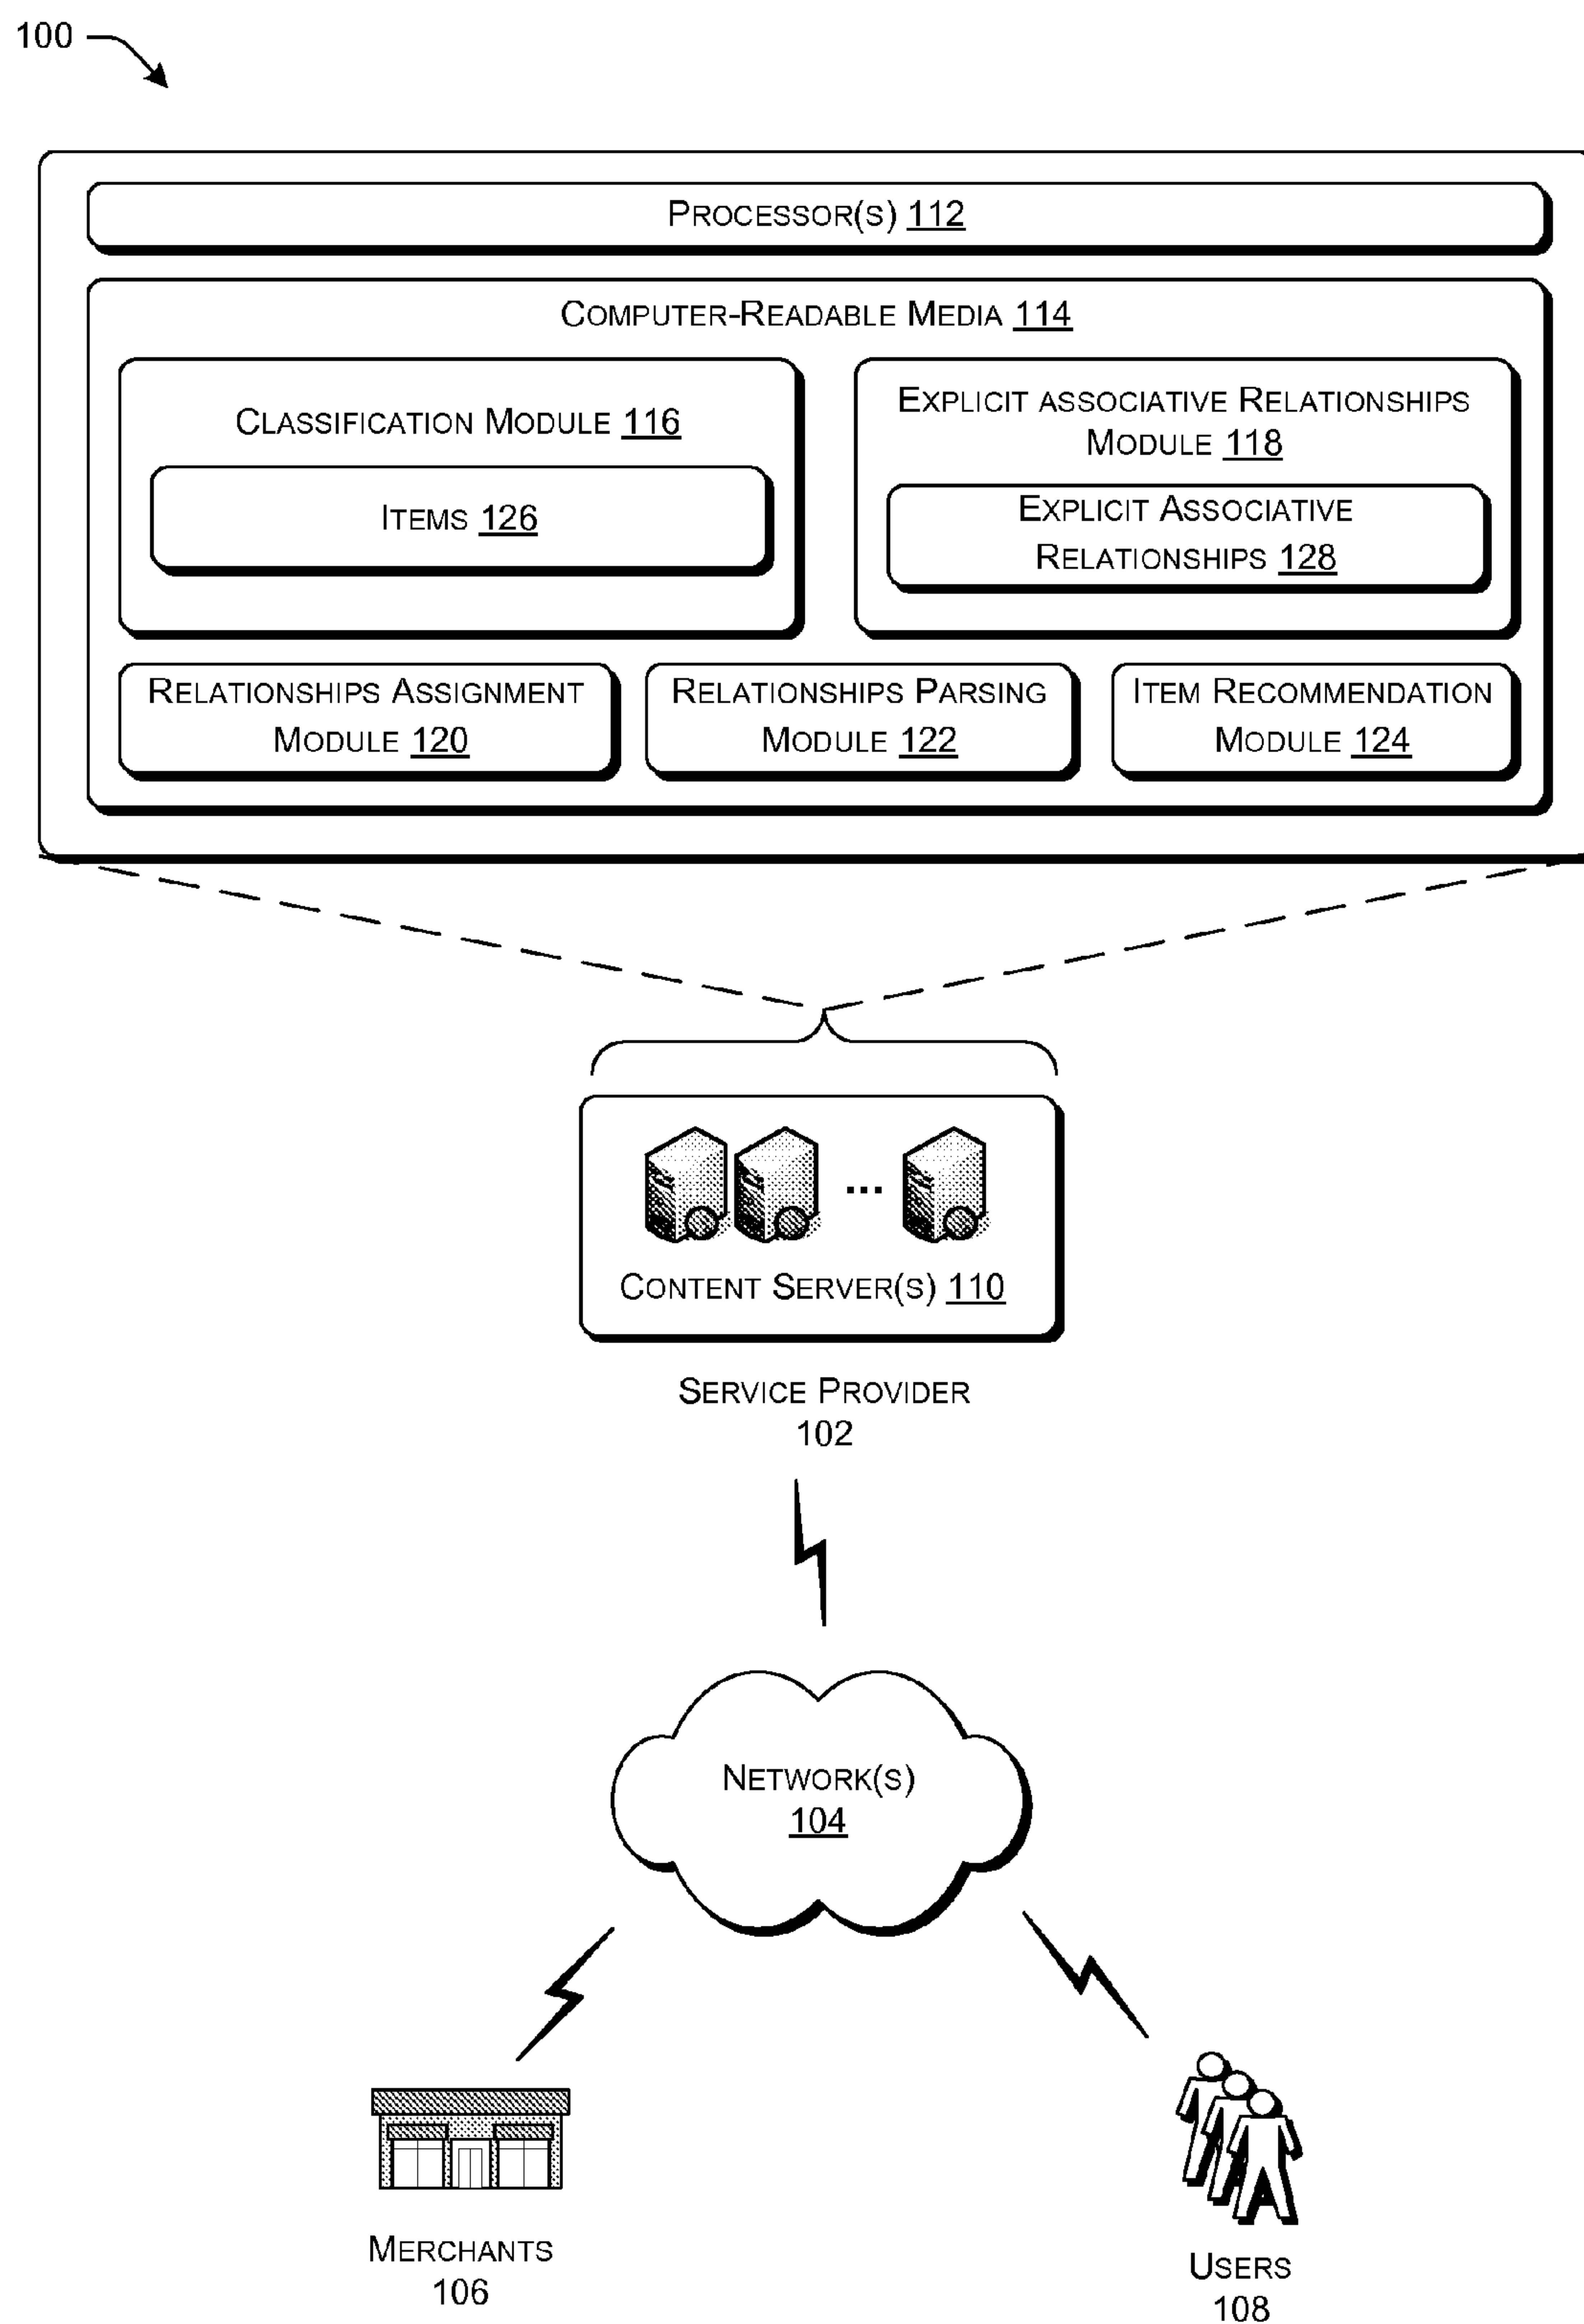 100
PROCESSOR(S) 112
COMPUTER-READABLE MEDIA 114
CLASSIFICATION MODULE 116
ITEMS 126
EXPLICIT ASSOCIATIVE RELATIONSHIPS
MODULE 118
EXPLICIT ASSOCIATIVE
RELATIONSHIPS 128
RELATIONSHIPS ASSIGNMENT
MODULE 120
RELATIONSHIPS PARSING
MODULE 122
ITEM RECOMMENDATION
MODULE 124
...
CONTENT SERVER(S) 110
SERVICE PROVIDER
102
NETWORK(S)
104
MERCHANTS
106
USERS
108